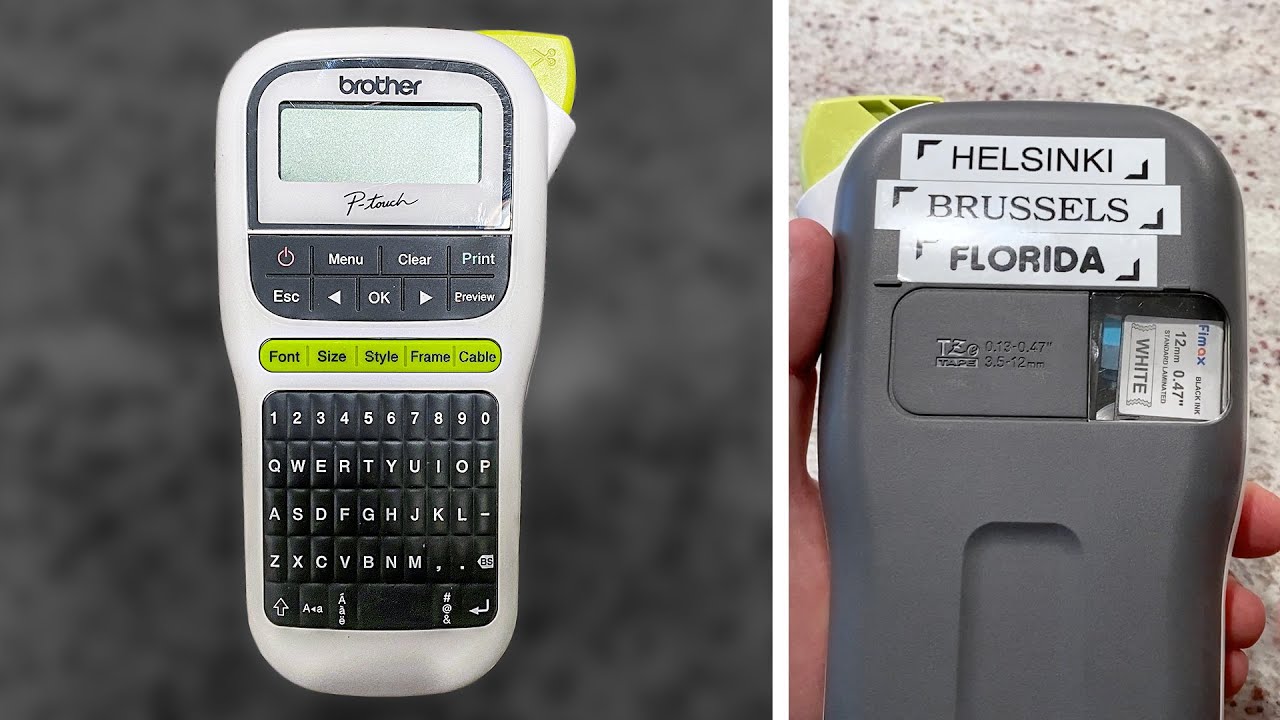 brother
P-touch
Menu Clear Print
Esc ◀ OK ▶ Preview
Font Size Style Frame Cable
1 2 3 4 5 6 7 8 9 0
Q W E R T Y U I O P
A S D F G H J K L -
Z X C V B N M , . BS
A◂a Á ä ë # @ &
HELSINKI
BRUSSELS
FLORIDA
TZe TAPE 0.13-0.47"
3.5-12mm
Fimax
BLACK INK
12mm 0.47"
STANDARD LAMINATED
WHITE